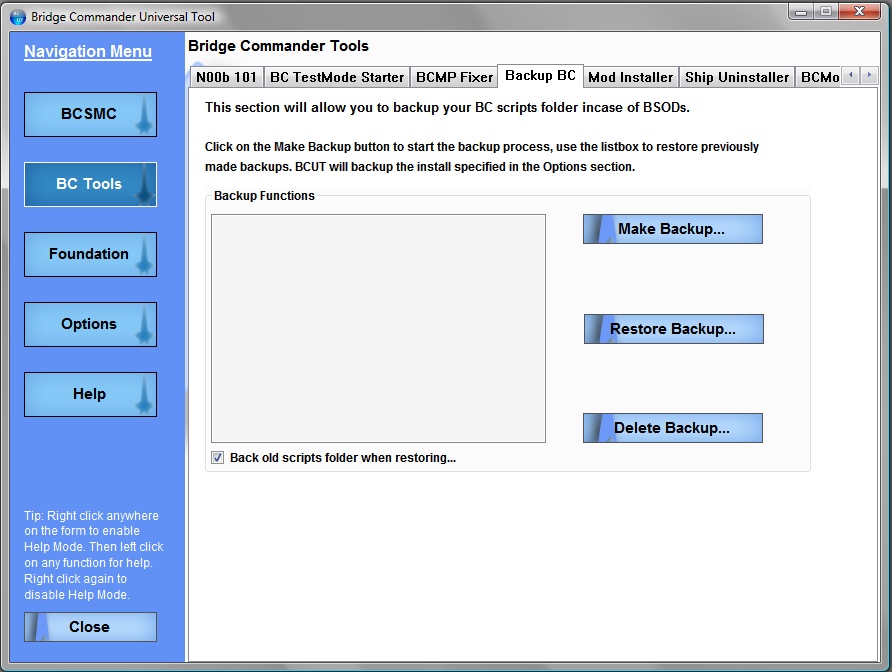 Bridge Commander Universal Tool
Navigation Menu
BCSMC
BC Tools
Foundation
Options
Help
Tip: Right click anywhere
on the form to enable
Help Mode. Then left click
on any function for help.
Right click again to
disable Help Mode.
Close
Bridge Commander Tools
N00b 101
BC TestMode Starter
BCMP Fixer
Backup BC
Mod Installer
Ship Uninstaller
BCMo
This section will allow you to backup your BC scripts folder incase of BSODs.
Click on the Make Backup button to start the backup process, use the listbox to restore previously
made backups. BCUT will backup the install specified in the Options section.
Backup Functions
Make Backup...
Restore Backup...
Delete Backup...
Back old scripts folder when restoring...